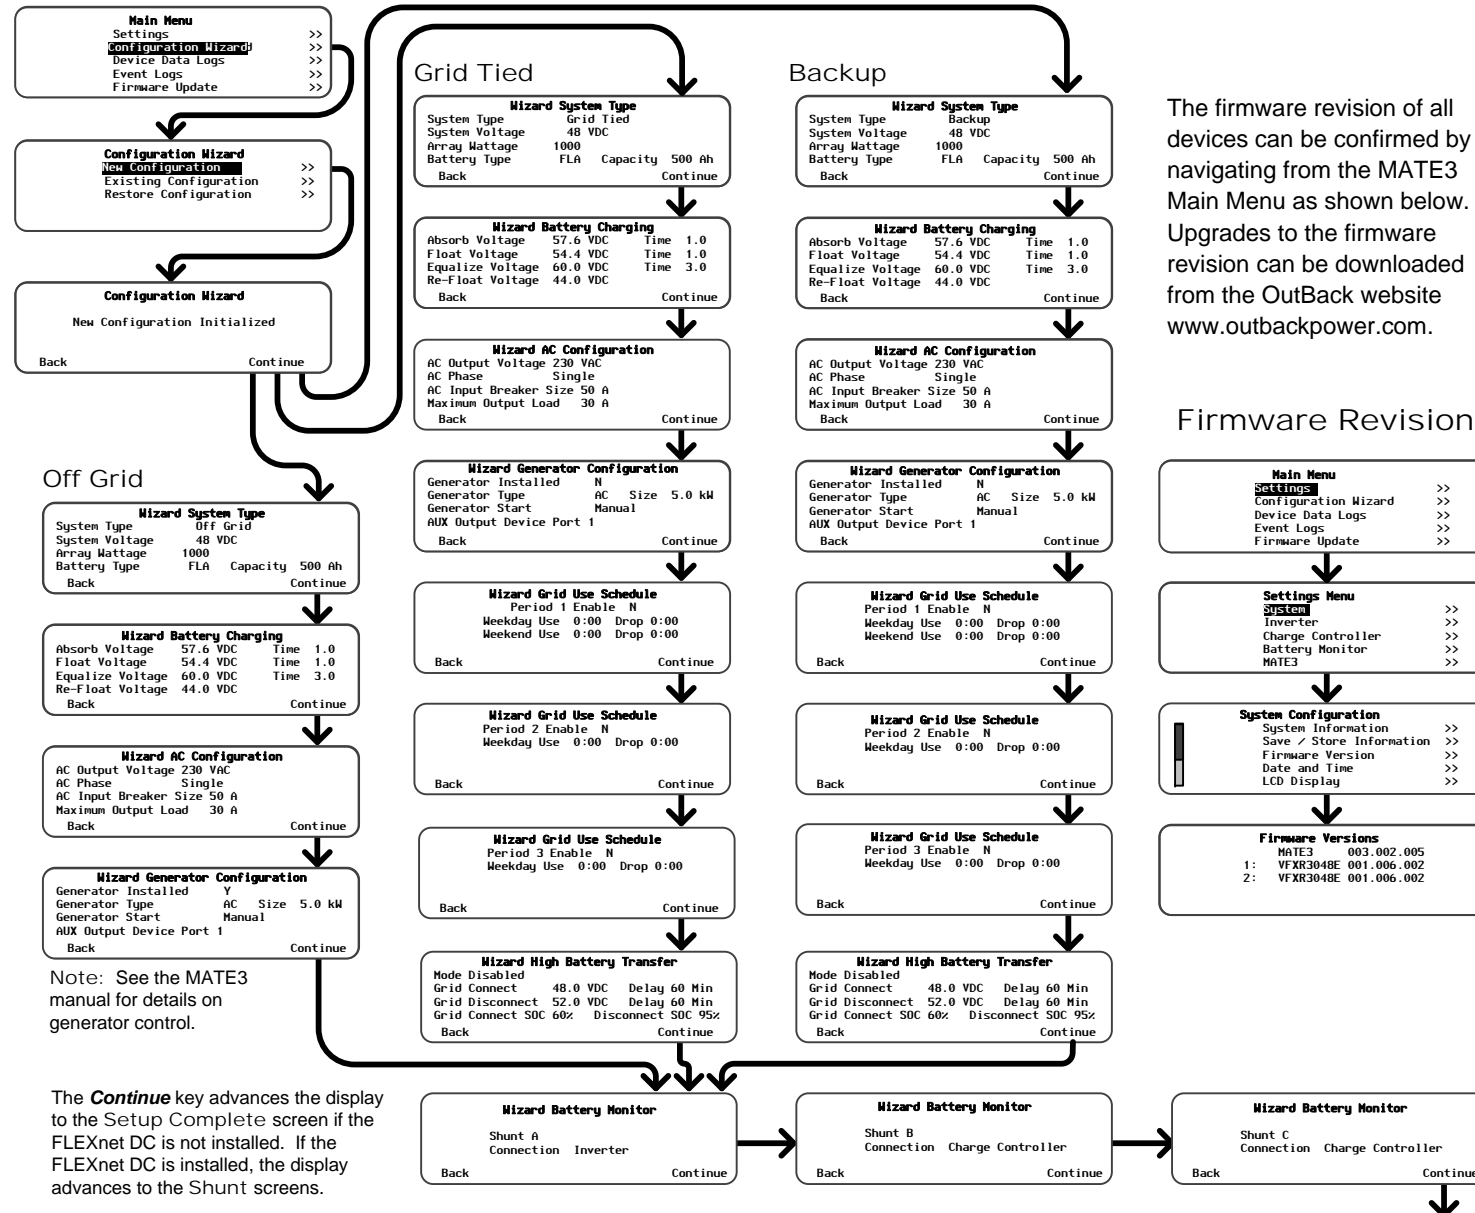 Main Menu
Settings >>
Configuration Wizard >>
Device Data Logs >>
Event Logs >>
Firmware Update >>
Configuration Wizard
New Configuration >>
Existing Configuration >>
Restore Configuration >>
Configuration Wizard
New Configuration Initialized
Back Continue
Off Grid
Wizard System Type
System Type Off Grid
System Voltage 48 VDC
Array Wattage 1000
Battery Type FLA Capacity 500 Ah
Back Continue
Wizard Battery Charging
Absorb Voltage 57.6 VDC Time 1.0
Float Voltage 54.4 VDC Time 1.0
Equalize Voltage 60.0 VDC Time 3.0
Re-Float Voltage 44.0 VDC
Back Continue
Wizard AC Configuration
AC Output Voltage 230 VAC
AC Phase Single
AC Input Breaker Size 50 A
Maximum Output Load 30 A
Back Continue
Wizard Generator Configuration
Generator Installed Y
Generator Type AC Size 5.0 kW
Generator Start Manual
AUX Output Device Port 1
Back Continue
Note: See the MATE3
manual for details on
generator control.
The Continue key advances the display
to the Setup Complete screen if the
FLEXnet DC is not installed. If the
FLEXnet DC is installed, the display
advances to the Shunt screens.
Grid Tied
Wizard System Type
System Type Grid Tied
System Voltage 48 VDC
Array Wattage 1000
Battery Type FLA Capacity 500 Ah
Back Continue
Wizard Battery Charging
Absorb Voltage 57.6 VDC Time 1.0
Float Voltage 54.4 VDC Time 1.0
Equalize Voltage 60.0 VDC Time 3.0
Re-Float Voltage 44.0 VDC
Back Continue
Wizard AC Configuration
AC Output Voltage 230 VAC
AC Phase Single
AC Input Breaker Size 50 A
Maximum Output Load 30 A
Back Continue
Wizard Generator Configuration
Generator Installed N
Generator Type AC Size 5.0 kW
Generator Start Manual
AUX Output Device Port 1
Back Continue
Wizard Grid Use Schedule
Period 1 Enable N
Weekday Use 0:00 Drop 0:00
Weekend Use 0:00 Drop 0:00
Back Continue
Wizard Grid Use Schedule
Period 2 Enable N
Weekday Use 0:00 Drop 0:00
Back Continue
Wizard Grid Use Schedule
Period 3 Enable N
Weekday Use 0:00 Drop 0:00
Back Continue
Wizard High Battery Transfer
Mode Disabled
Grid Connect 48.0 VDC Delay 60 Min
Grid Disconnect 52.0 VDC Delay 60 Min
Grid Connect SOC 60% Disconnect SOC 95%
Back Continue
Backup
Wizard System Type
System Type Backup
System Voltage 48 VDC
Array Wattage 1000
Battery Type FLA Capacity 500 Ah
Back Continue
Wizard Battery Charging
Absorb Voltage 57.6 VDC Time 1.0
Float Voltage 54.4 VDC Time 1.0
Equalize Voltage 60.0 VDC Time 3.0
Re-Float Voltage 44.0 VDC
Back Continue
Wizard AC Configuration
AC Output Voltage 230 VAC
AC Phase Single
AC Input Breaker Size 50 A
Maximum Output Load 30 A
Back Continue
Wizard Generator Configuration
Generator Installed N
Generator Type AC Size 5.0 kW
Generator Start Manual
AUX Output Device Port 1
Back Continue
Wizard Grid Use Schedule
Period 1 Enable N
Weekday Use 0:00 Drop 0:00
Weekend Use 0:00 Drop 0:00
Back Continue
Wizard Grid Use Schedule
Period 2 Enable N
Weekday Use 0:00 Drop 0:00
Back Continue
Wizard Grid Use Schedule
Period 3 Enable N
Weekday Use 0:00 Drop 0:00
Back Continue
Wizard High Battery Transfer
Mode Disabled
Grid Connect 48.0 VDC Delay 60 Min
Grid Disconnect 52.0 VDC Delay 60 Min
Grid Connect SOC 60% Disconnect SOC 95%
Back Continue
The firmware revision of all
devices can be confirmed by
navigating from the MATE3
Main Menu as shown below.
Upgrades to the firmware
revision can be downloaded
from the OutBack website
www.outbackpower.com.
Firmware Revision
Main Menu
Settings >>
Configuration Wizard >>
Device Data Logs >>
Event Logs >>
Firmware Update >>
Settings Menu
System >>
Inverter >>
Charge Controller >>
Battery Monitor >>
MATE3 >>
System Configuration
System Information >>
Save / Store Information >>
Firmware Version >>
Date and Time >>
LCD Display >>
Firmware Versions
MATE3 003.002.005
1: VFXR3048E 001.006.002
2: VFXR3048E 001.006.002
Wizard Battery Monitor
Shunt A
Connection Inverter
Back Continue
Wizard Battery Monitor
Shunt B
Connection Charge Controller
Back Continue
Wizard Battery Monitor
Shunt C
Connection Charge Controller
Back Continue